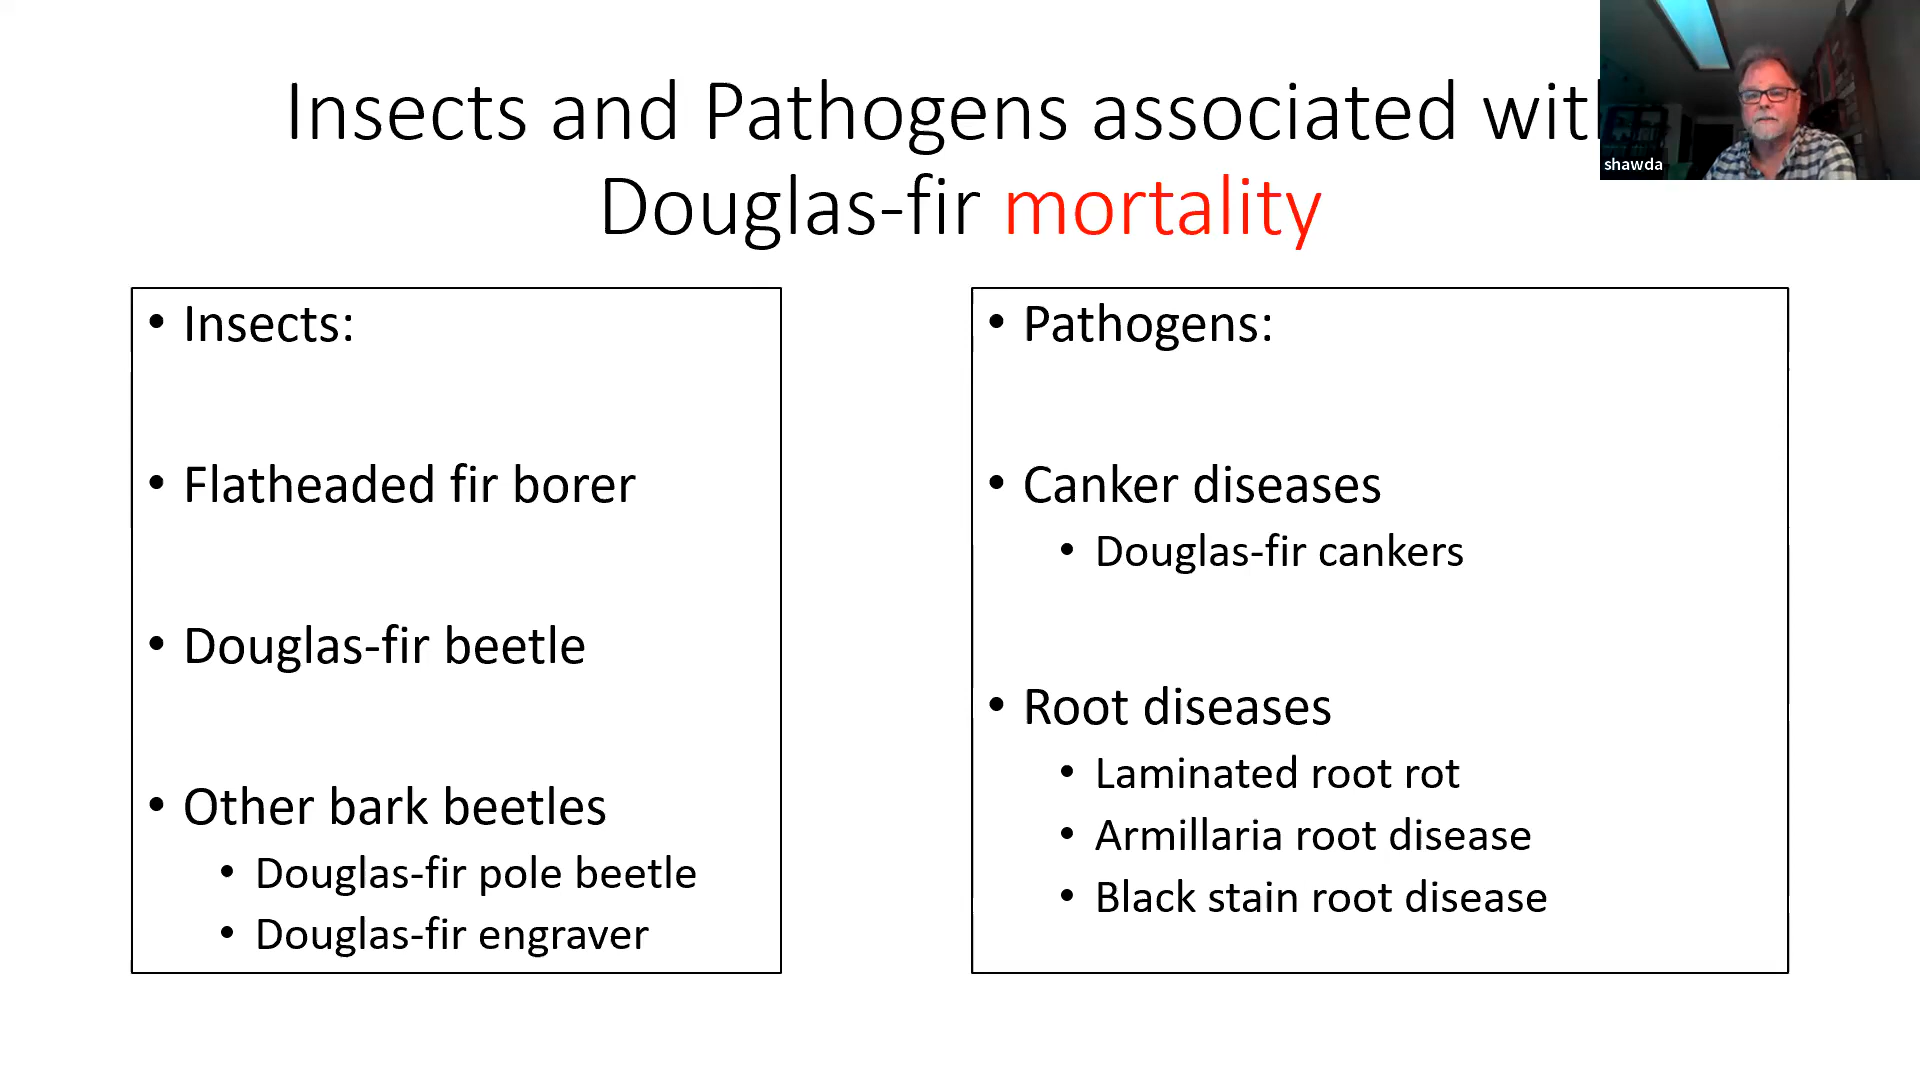 Insects and Pathogens associated with
Douglas-fir mortality
shawda
• Insects:
• Flatheaded fir borer
• Douglas-fir beetle
• Other bark beetles
• Douglas-fir pole beetle
• Douglas-fir engraver
• Pathogens:
• Canker diseases
• Douglas-fir cankers
• Root diseases
• Laminated root rot
• Armillaria root disease
• Black stain root disease